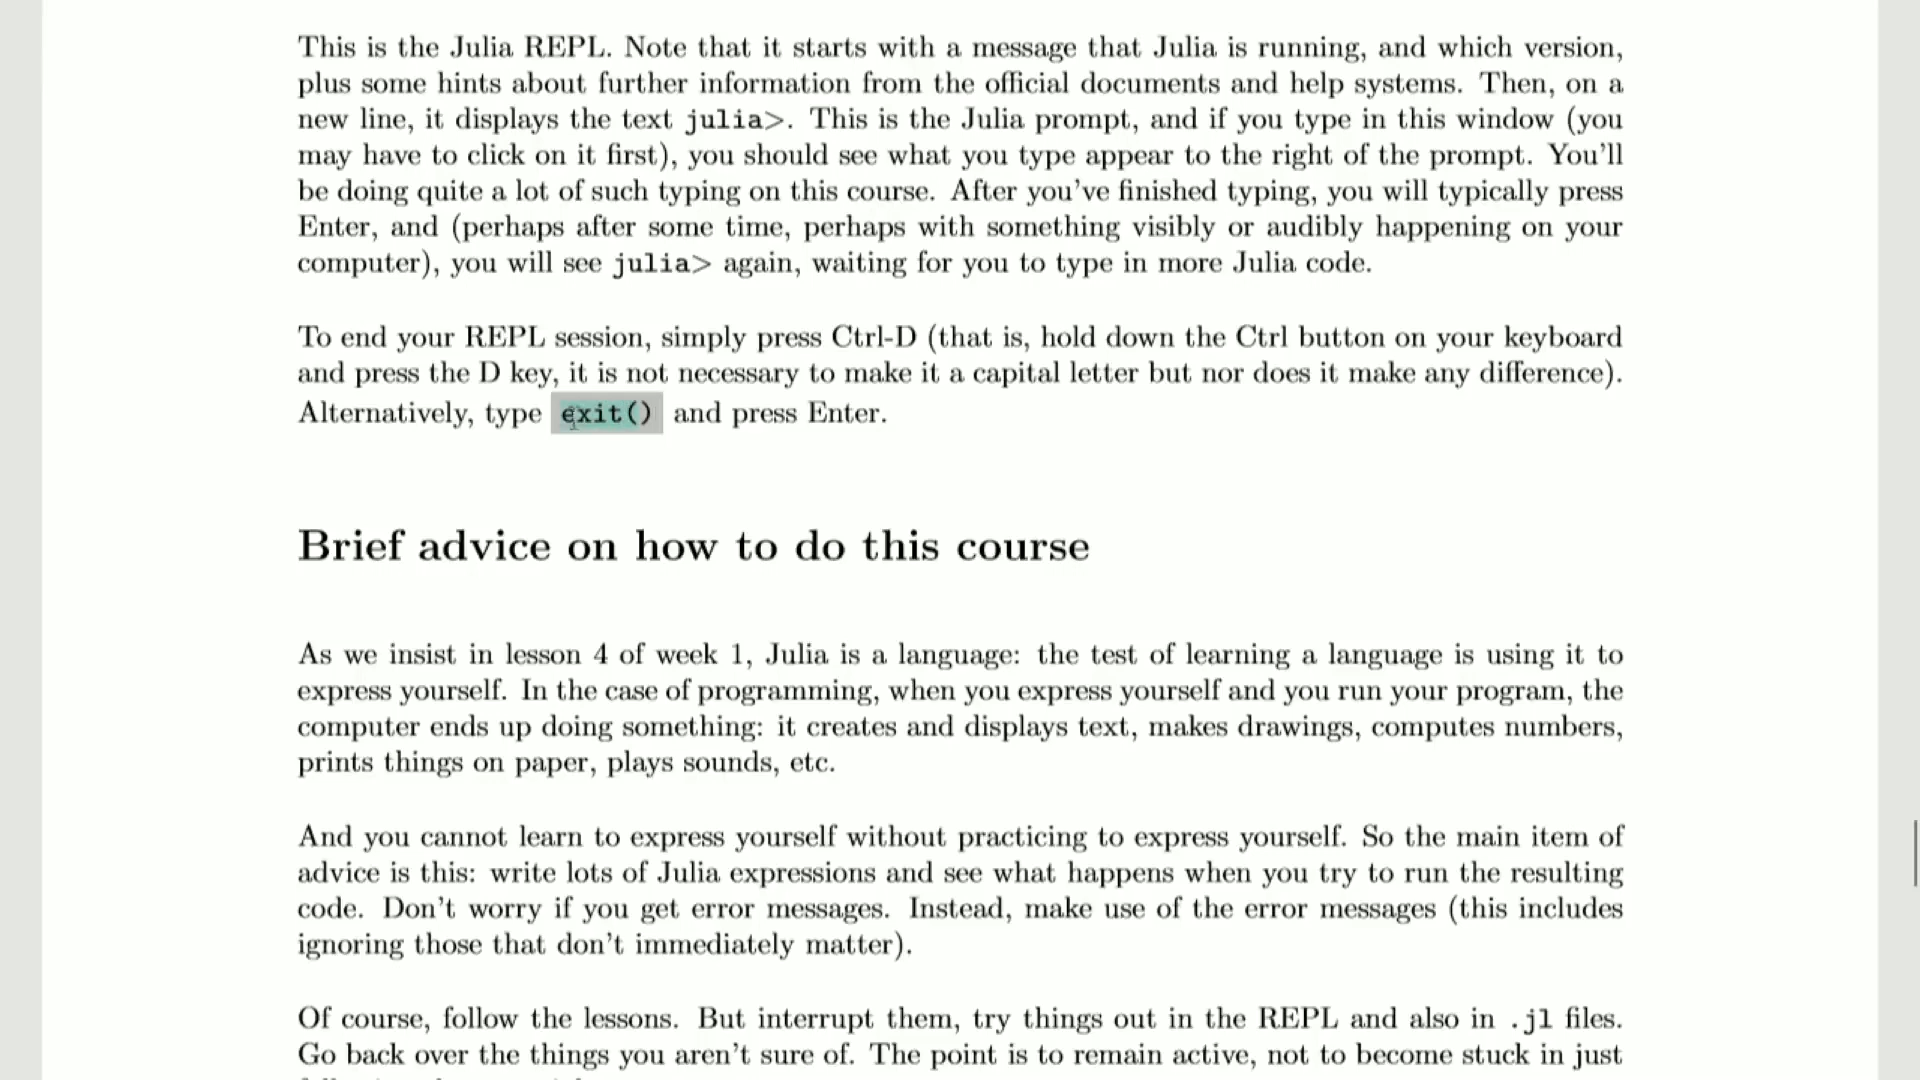 This is the Julia REPL. Note that it starts with a message that Julia is running, and which version,
plus some hints about further information from the official documents and help systems. Then, on a
new line, it displays the text julia>. This is the Julia prompt, and if you type in this window (you
may have to click on it first), you should see what you type appear to the right of the prompt. You'll
be doing quite a lot of such typing on this course. After you've finished typing, you will typically press
Enter, and (perhaps after some time, perhaps with something visibly or audibly happening on your
computer), you will see julia> again, waiting for you to type in more Julia code.
To end your REPL session, simply press Ctrl-D (that is, hold down the Ctrl button on your keyboard
and press the D key, it is not necessary to make it a capital letter but nor does it make any difference).
Alternatively, type exit() and press Enter.
Brief advice on how to do this course
As we insist in lesson 4 of week 1, Julia is a language: the test of learning a language is using it to
express yourself. In the case of programming, when you express yourself and you run your program, the
computer ends up doing something: it creates and displays text, makes drawings, computes numbers,
prints things on paper, plays sounds, etc.
And you cannot learn to express yourself without practicing to express yourself. So the main item of
advice is this: write lots of Julia expressions and see what happens when you try to run the resulting
code. Don't worry if you get error messages. Instead, make use of the error messages (this includes
ignoring those that don't immediately matter).
Of course, follow the lessons. But interrupt them, try things out in the REPL and also in .jl files.
Go back over the things you aren't sure of. The point is to remain active, not to become stuck in just